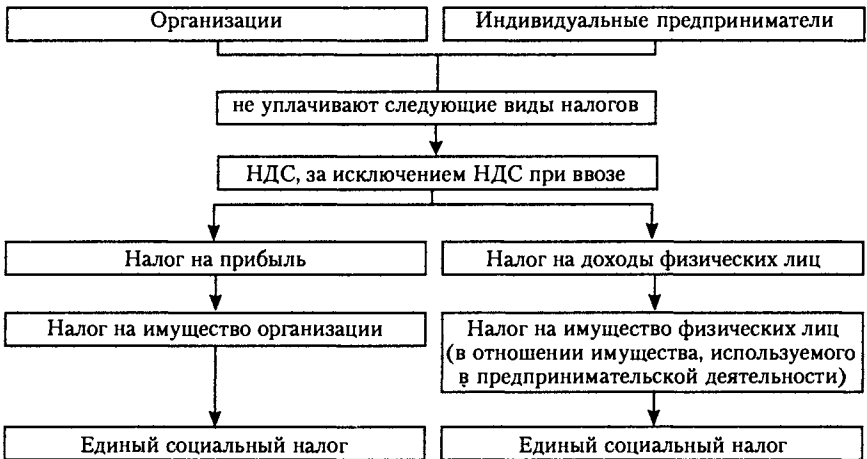 Организации
Индивидуальные предприниматели
не уплачивают следующие виды налогов
НДС, за исключением НДС при ввозе
Налог на прибыль
Налог на доходы физических лиц
Налог на имущество организации
Налог на имущество физических лиц
(в отношении имущества, используемого
в предпринимательской деятельности)
Единый социальный налог
Единый социальный налог